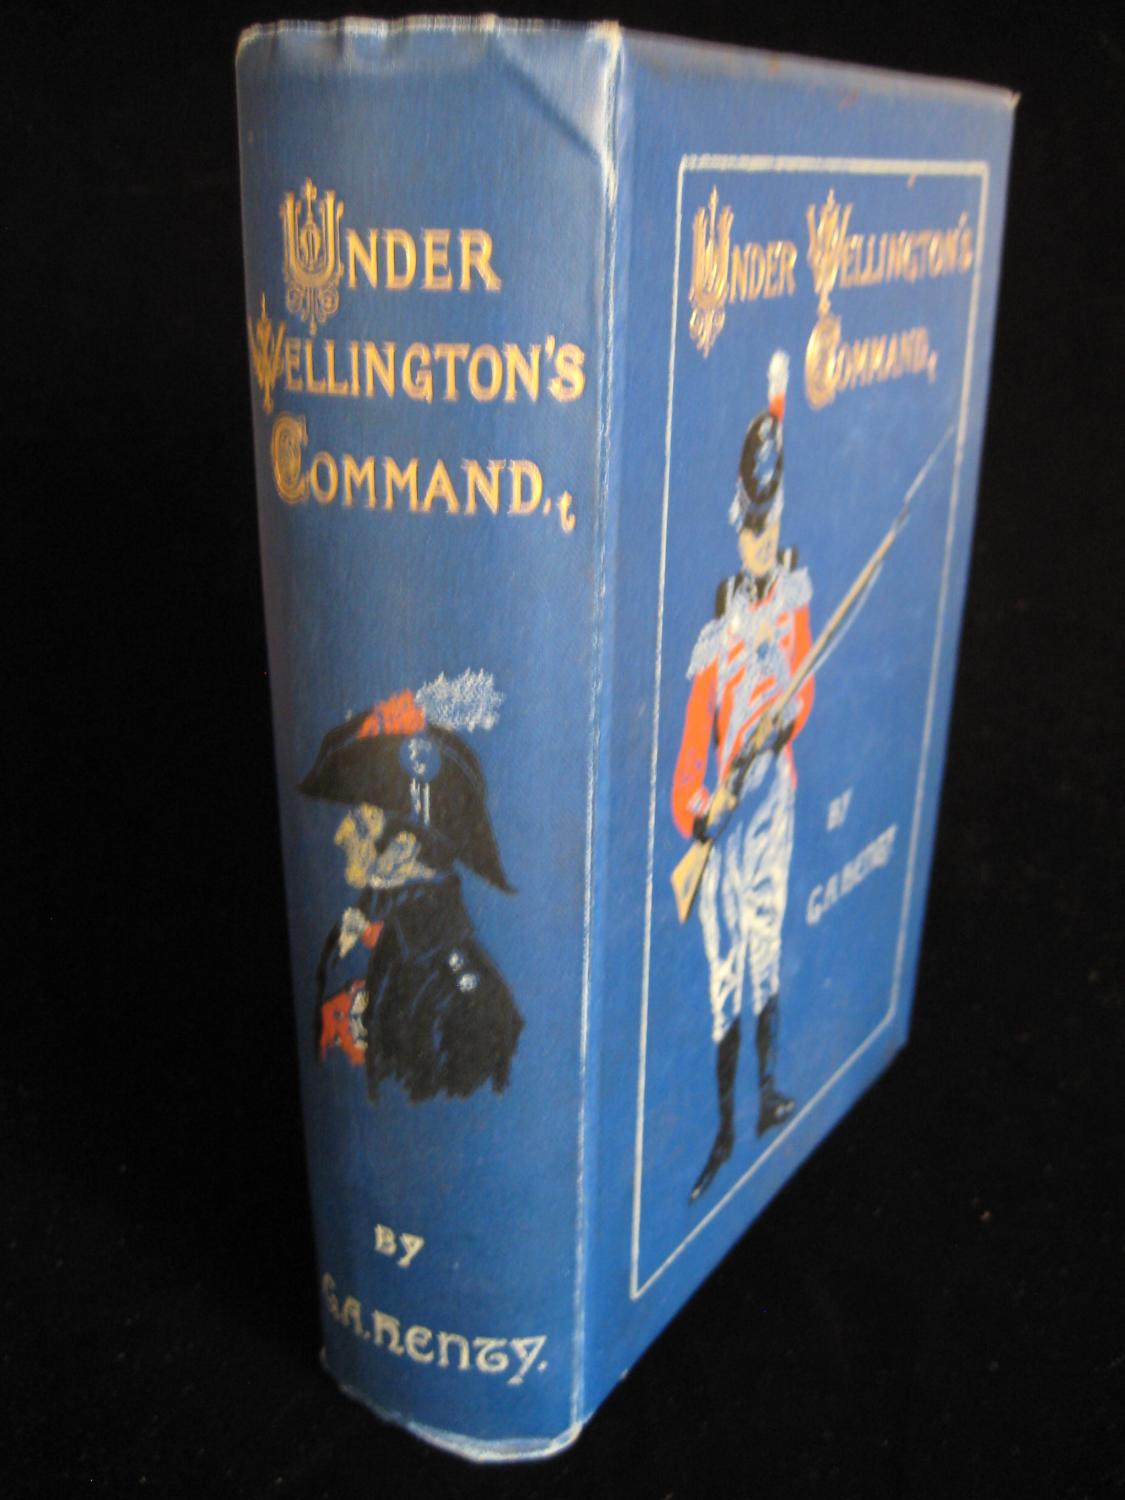 UNDER
WELLINGTON'S
COMMAND.
BY
G.A.HENTY.
UNDER WELLINGTON'S
COMMAND.
BY
G.A.HENTY